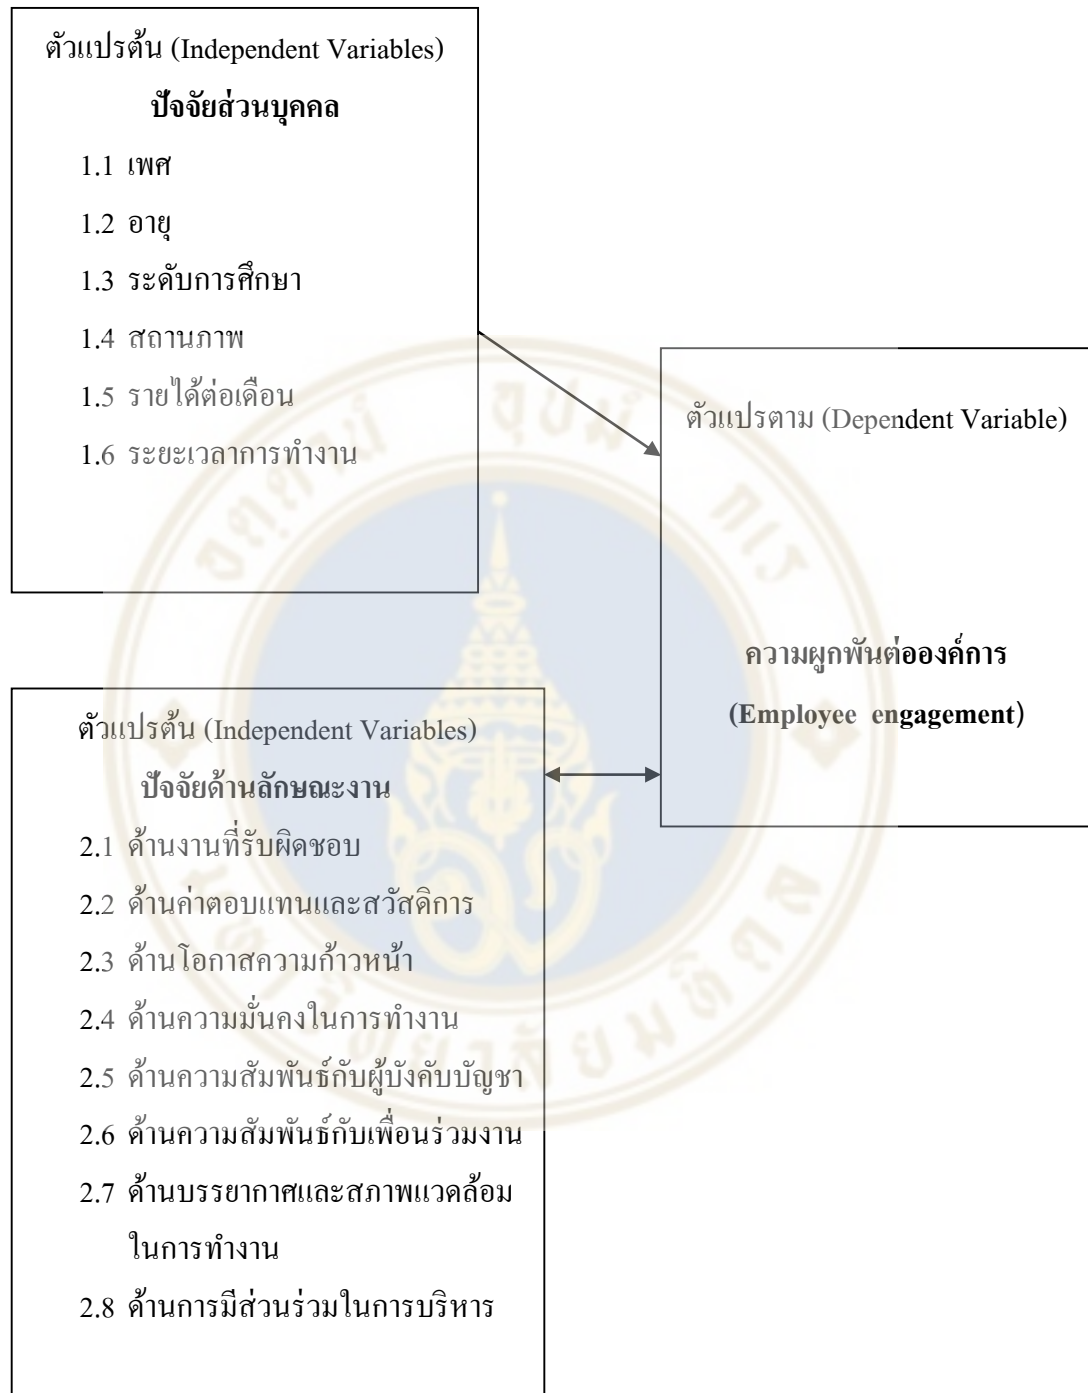 ตัวแปรต้น (Independent Variables)
ปัจจัยส่วนบุคคล
1.1 เพศ
1.2 อายุ
1.3 ระดับการศึกษา
1.4 สถานภาพ
1.5 รายได้ต่อเดือน
1.6 ระยะเวลาการทำงาน
ตัวแปรตาม (Dependent Variable)
ความผูกพันต่อองค์การ
(Employee engagement)
ตัวแปรต้น (Independent Variables)
ปัจจัยด้านลักษณะงาน
2.1 ด้านงานที่รับผิดชอบ
2.2 ด้านค่าตอบแทนและสวัสดิการ
2.3 ด้านโอกาสความก้าวหน้า
2.4 ด้านความมั่นคงในการทำงาน
2.5 ด้านความสัมพันธ์กับผู้บังคับบัญชา
2.6 ด้านความสัมพันธ์กับเพื่อนร่วมงาน
2.7 ด้านบรรยากาศและสภาพแวดล้อม
ในการทำงาน
2.8 ด้านการมีส่วนร่วมในการบริหาร